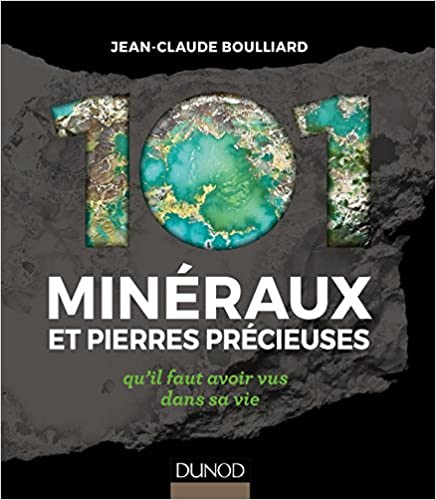 JEAN-CLAUDE BOULLIARD
101
MINÉRAUX
ET PIERRES PRÉCIEUSES
qu'il faut avoir vus
dans sa vie
DUNOD